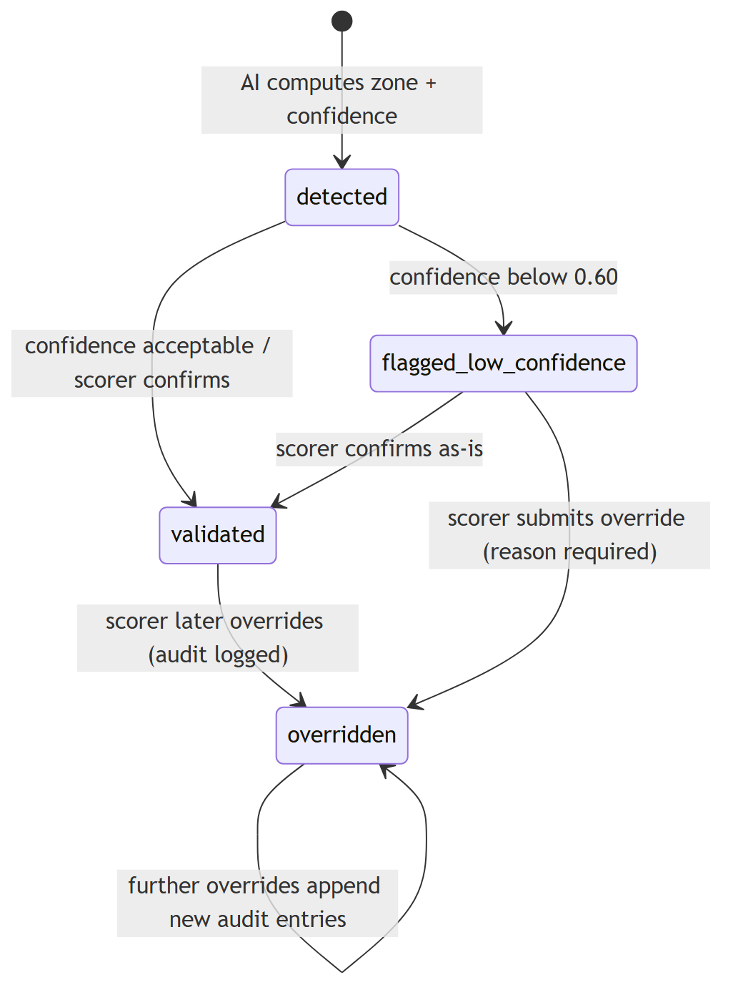 AI computes zone +
confidence
detected
confidence below 0.60
confidence acceptable /
scorer confirms
flagged_low_confidence
scorer confirms as-is
scorer submits override
(reason required)
validated
scorer later overrides
(audit logged)
overridden
further overrides append
new audit entries